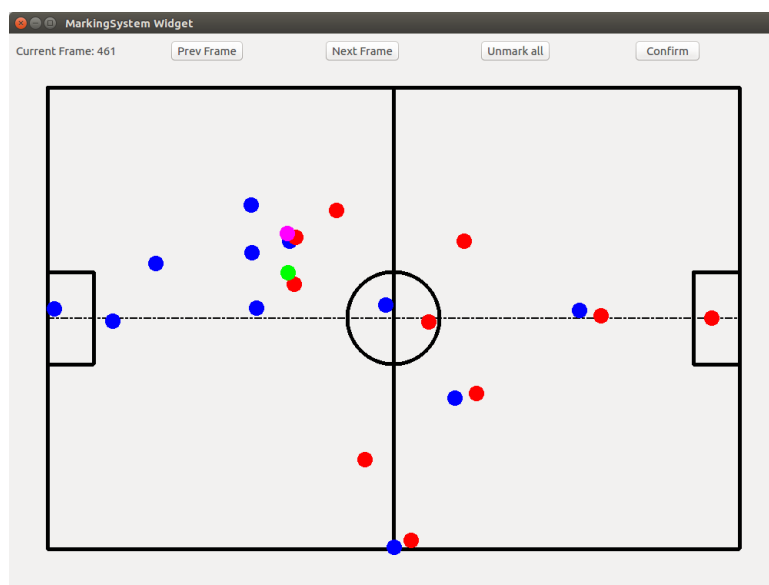 MarkingSystem Widget
Current Frame: 461
Prev Frame
Next Frame
Unmark all
Confirm